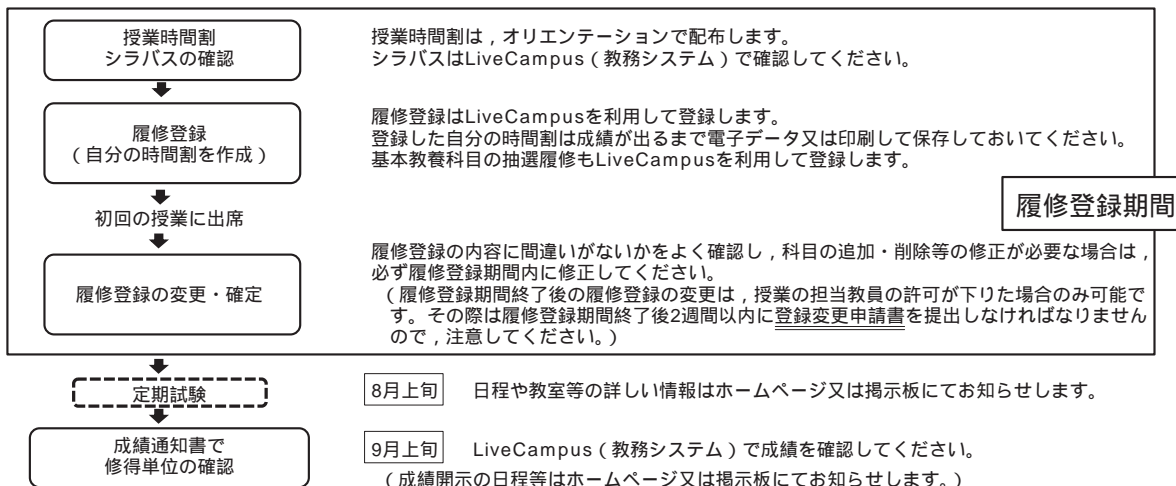 授業時間割
シラバスの確認
授業時間割は，オリエンテーションで配布します。
シラバスはLiveCampus（教務システム）で確認してください。
履修登録
（自分の時間割を作成）
履修登録はLiveCampusを利用して登録します。
登録した自分の時間割は成績が出るまで電子データ又は印刷して保存しておいてください。
基本教養科目の抽選履修もLiveCampusを利用して登録します。
履修登録期間
初回の授業に出席
履修登録の変更・確定
履修登録の内容に間違いがないかをよく確認し，科目の追加・削除等の修正が必要な場合は，
必ず履修登録期間内に修正してください。
（履修登録期間終了後の履修登録の変更は，授業の担当教員の許可が下りた場合のみ可能で
す。その際は履修登録期間終了後2週間以内に登録変更申請書を提出しなければなりません
ので，注意してください。）
定期試験
8月上旬 日程や教室等の詳しい情報はホームページ又は掲示板にてお知らせします。
成績通知書で
修得単位の確認
9月上旬 LiveCampus（教務システム）で成績を確認してください。
（成績開示の日程等はホームページ又は掲示板にてお知らせします。）